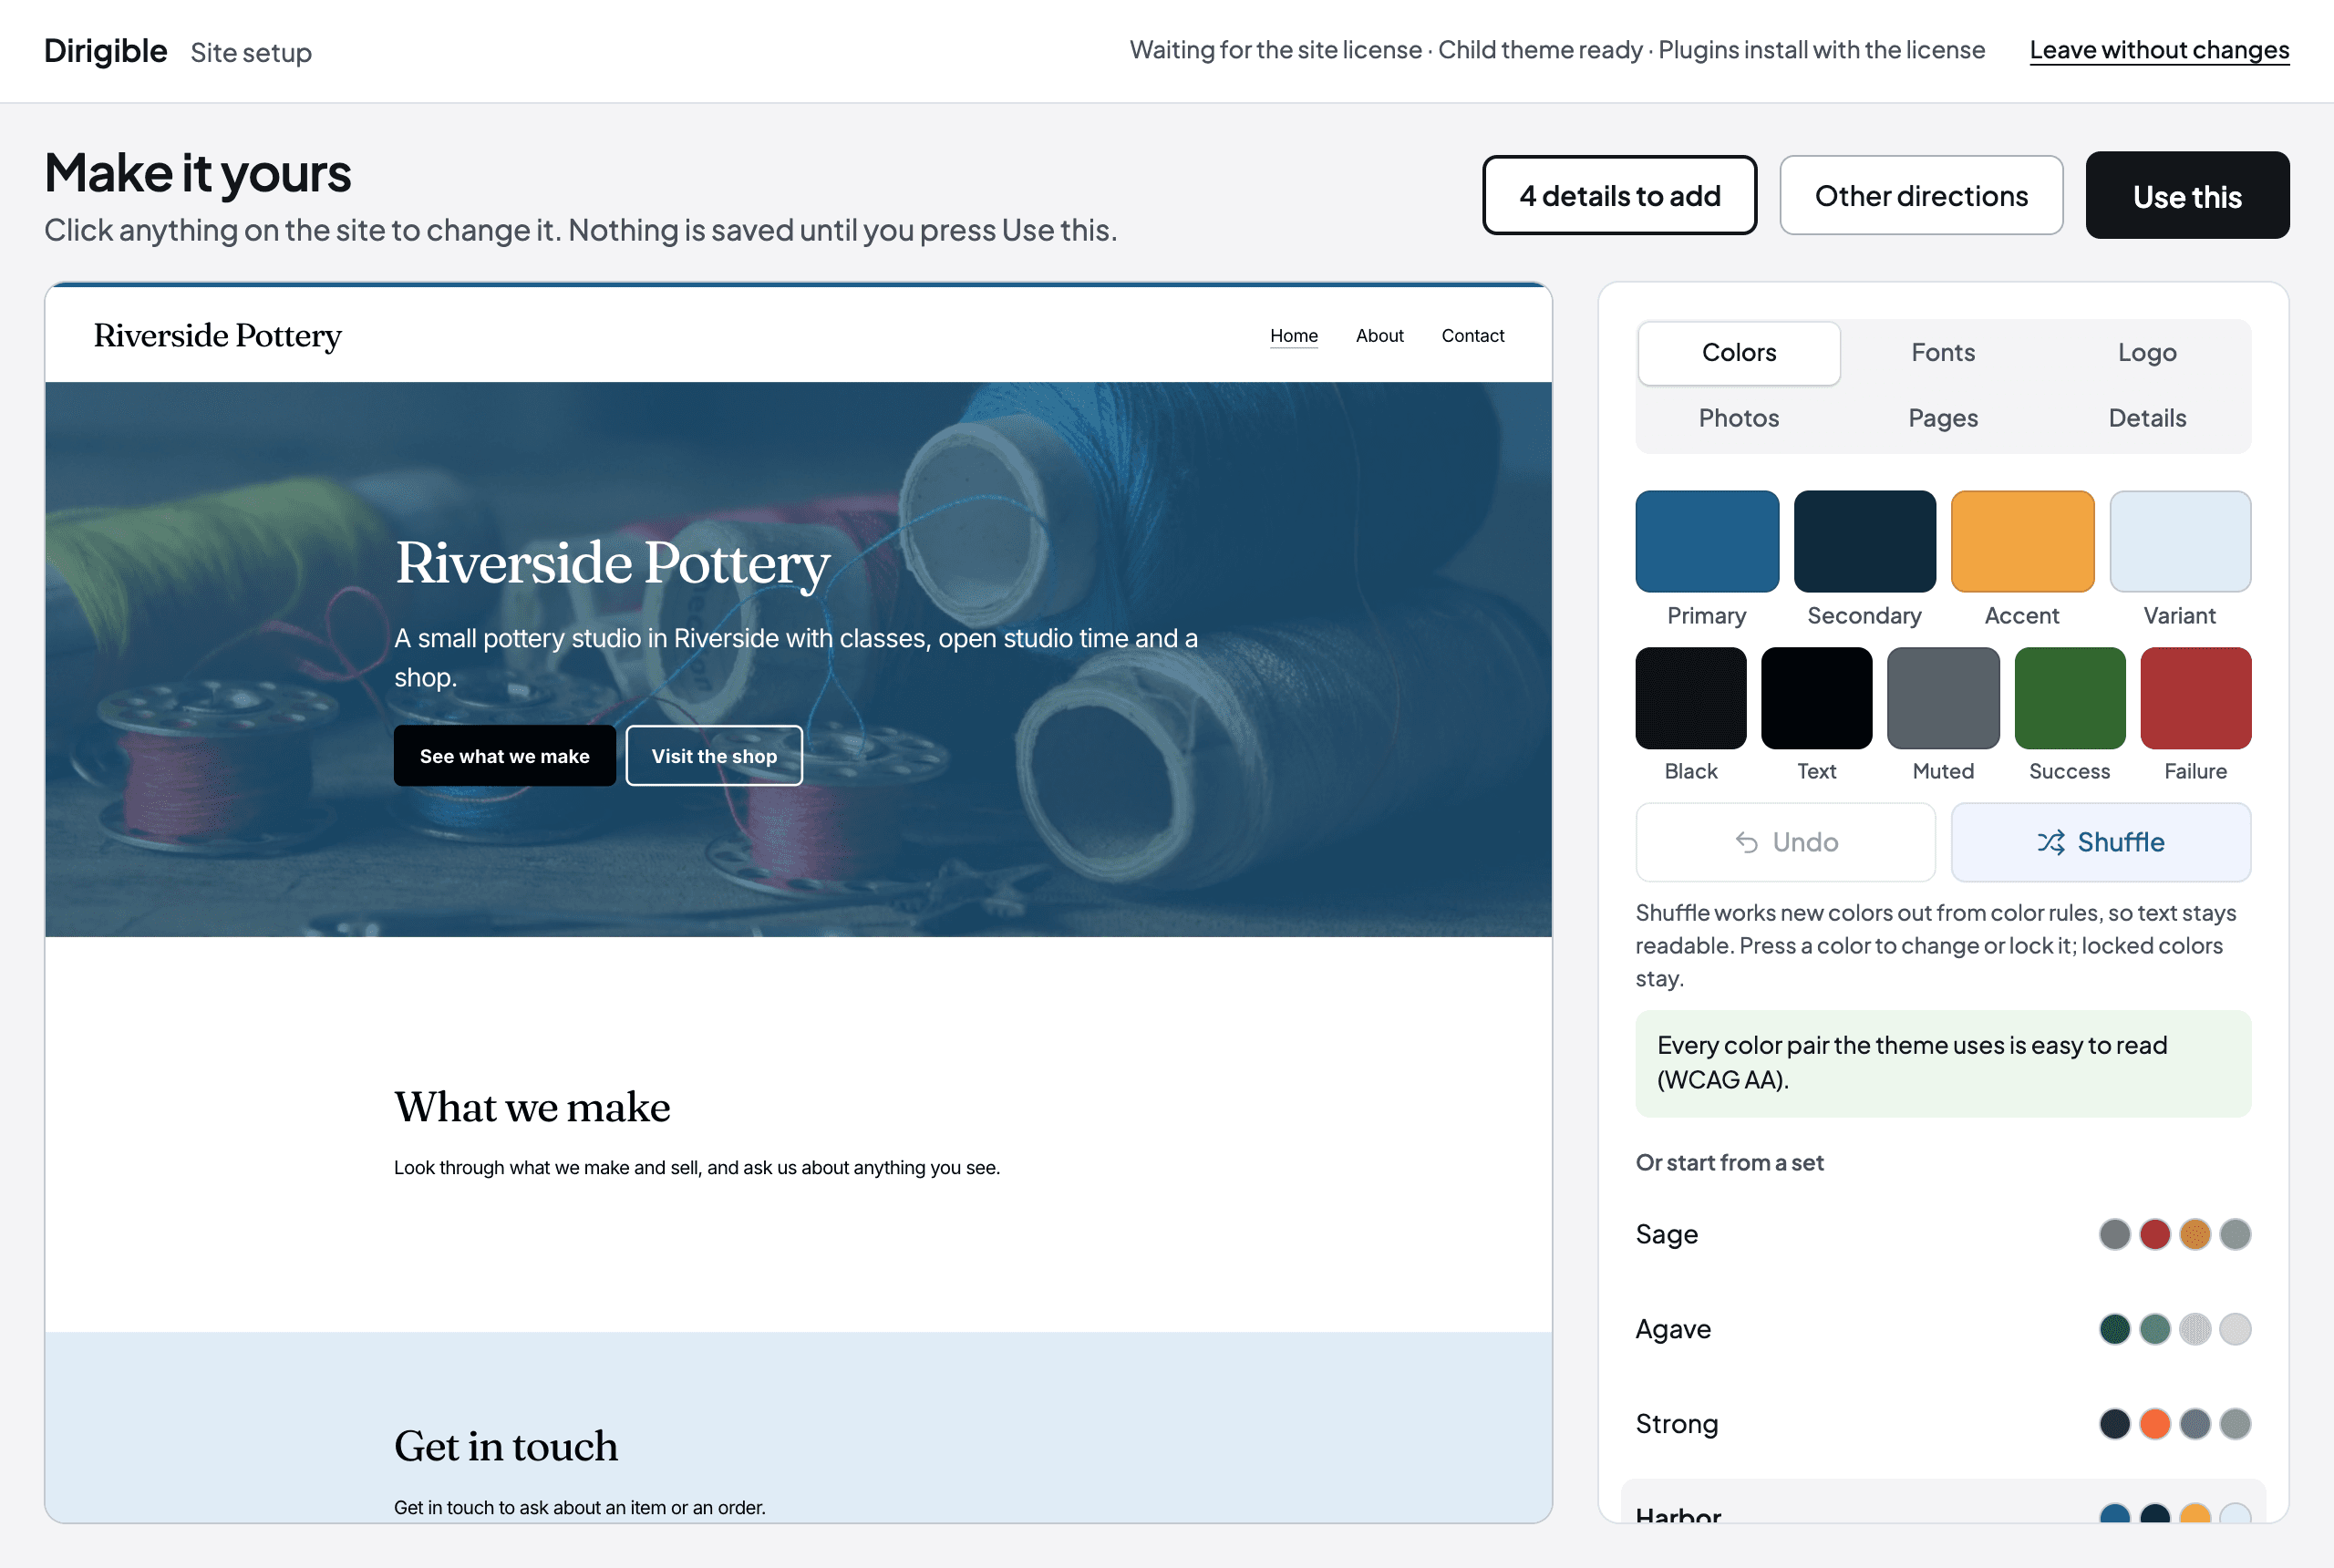 Dirigible Site setup
Waiting for the site license · Child theme ready · Plugins install with the license
Leave without changes
Make it yours
Click anything on the site to change it. Nothing is saved until you press Use this.
4 details to add
Other directions
Use this
Riverside Pottery
Home About Contact
Riverside Pottery
A small pottery studio in Riverside with classes, open studio time and a
shop.
See what we make
Visit the shop
What we make
Look through what we make and sell, and ask us about anything you see.
Get in touch
Get in touch to ask about an item or an order.
Colors Fonts Logo
Photos Pages Details
Primary Secondary Accent Variant
Black Text Muted Success Failure
Undo
Shuffle
Shuffle works new colors out from color rules, so text stays
readable. Press a color to change or lock it; locked colors
stay.
Every color pair the theme uses is easy to read
(WCAG AA).
Or start from a set
Sage
Agave
Strong
Harbor